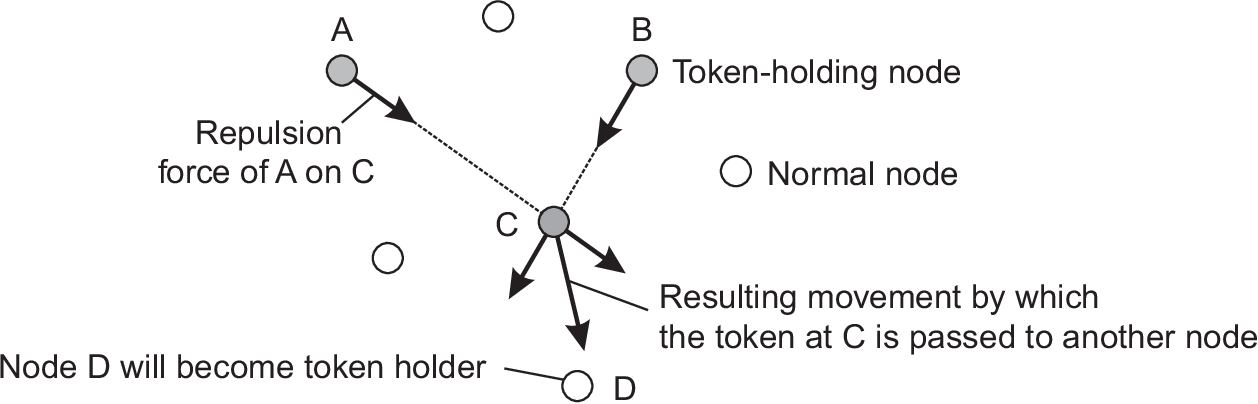 A
B
Token-holding node
Repulsion
force of A on C
Normal node
C
Resulting movement by which
the token at C is passed to another node
Node D will become token holder
D